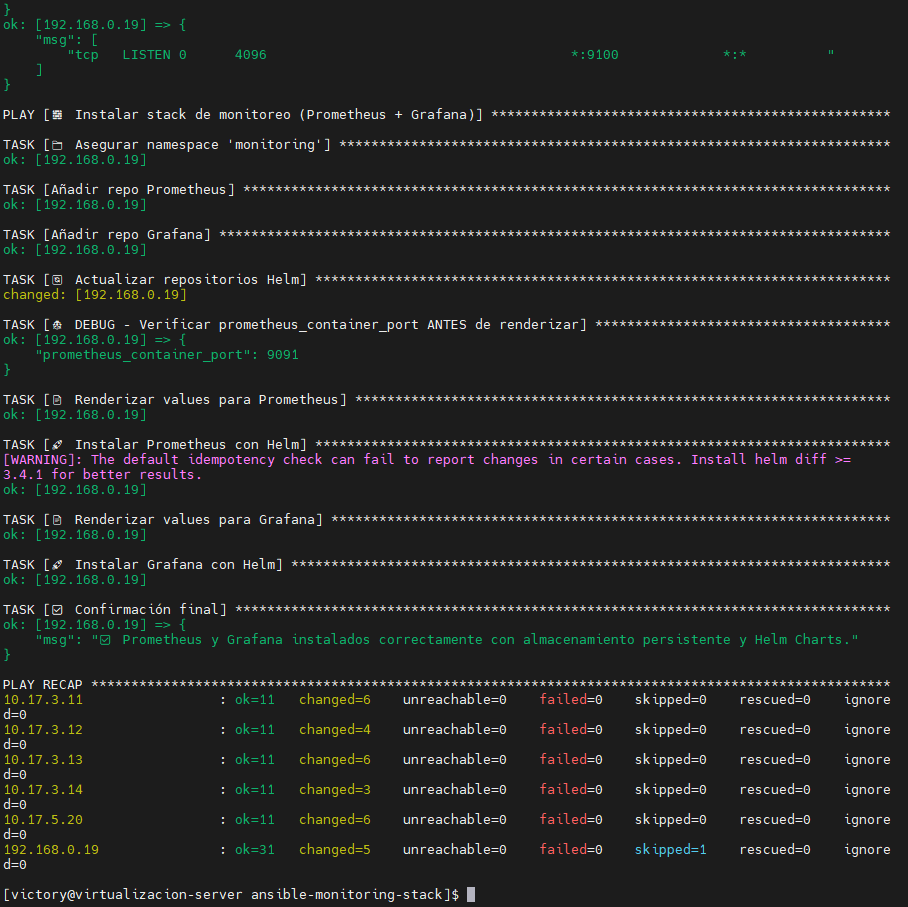 }
ok: [192.168.0.19] => {
    "msg": [
        "tcp   LISTEN 0      4096                                      *:9100             *:*          "
    ]
}
PLAY [🧱 Instalar stack de monitoreo (Prometheus + Grafana)] **************************************************
TASK [🗂 Asegurar namespace 'monitoring'] *********************************************************************
ok: [192.168.0.19]
TASK [Añadir repo Prometheus] *********************************************************************************
ok: [192.168.0.19]
TASK [Añadir repo Grafana] ************************************************************************************
ok: [192.168.0.19]
TASK [🔄 Actualizar repositorios Helm] ************************************************************************
changed: [192.168.0.19]
TASK [DEBUG - Verificar prometheus_container_port ANTES de renderizar] *************************************
ok: [192.168.0.19] => {
    "prometheus_container_port": 9091
}
TASK [📄 Renderizar values para Prometheus] *******************************************************************
ok: [192.168.0.19]
TASK [🚀 Instalar Prometheus con Helm] ************************************************************************
[WARNING]: The default idempotency check can fail to report changes in certain cases. Install helm diff >=
3.4.1 for better results.
ok: [192.168.0.19]
TASK [📄 Renderizar values para Grafana] **********************************************************************
ok: [192.168.0.19]
TASK [🚀 Instalar Grafana con Helm] ***************************************************************************
ok: [192.168.0.19]
TASK [✅ Confirmación final] **********************************************************************************
ok: [192.168.0.19] => {
    "msg": "✅ Prometheus y Grafana instalados correctamente con almacenamiento persistente y Helm Charts."
}
PLAY RECAP ****************************************************************************************************
10.17.3.11                 : ok=11   changed=6    unreachable=0    failed=0    skipped=0    rescued=0    ignore
d=0
10.17.3.12                 : ok=11   changed=4    unreachable=0    failed=0    skipped=0    rescued=0    ignore
d=0
10.17.3.13                 : ok=11   changed=6    unreachable=0    failed=0    skipped=0    rescued=0    ignore
d=0
10.17.3.14                 : ok=11   changed=3    unreachable=0    failed=0    skipped=0    rescued=0    ignore
d=0
10.17.5.20                 : ok=11   changed=6    unreachable=0    failed=0    skipped=0    rescued=0    ignore
d=0
192.168.0.19               : ok=31   changed=5    unreachable=0    failed=0    skipped=1    rescued=0    ignore
d=0
[victory@virtualizacion-server ansible-monitoring-stack]$